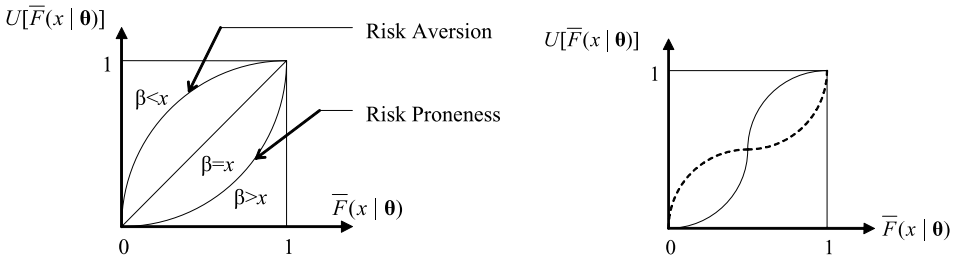 U[F̅(x | θ)]
Risk Aversion
1
β<x
Risk Proneness
β=x
β>x
F̅(x | θ)
0
1
U[F̅(x | θ)]
1
F̅(x | θ)
0
1